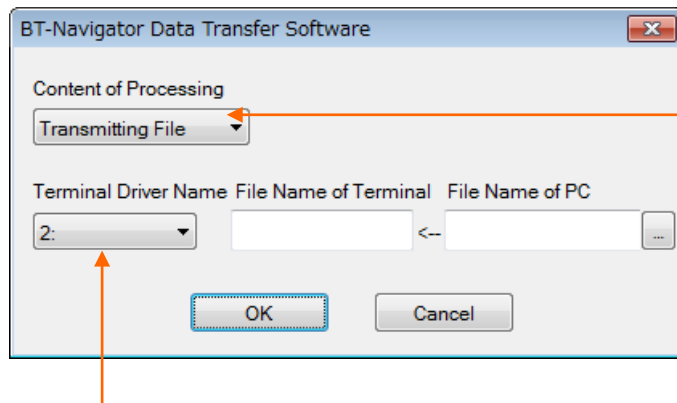 BT-Navigator Data Transfer Software
Content of Processing
Transmitting File
Terminal Driver Name File Name of Terminal File Name of PC
2: <-- ...
OK Cancel